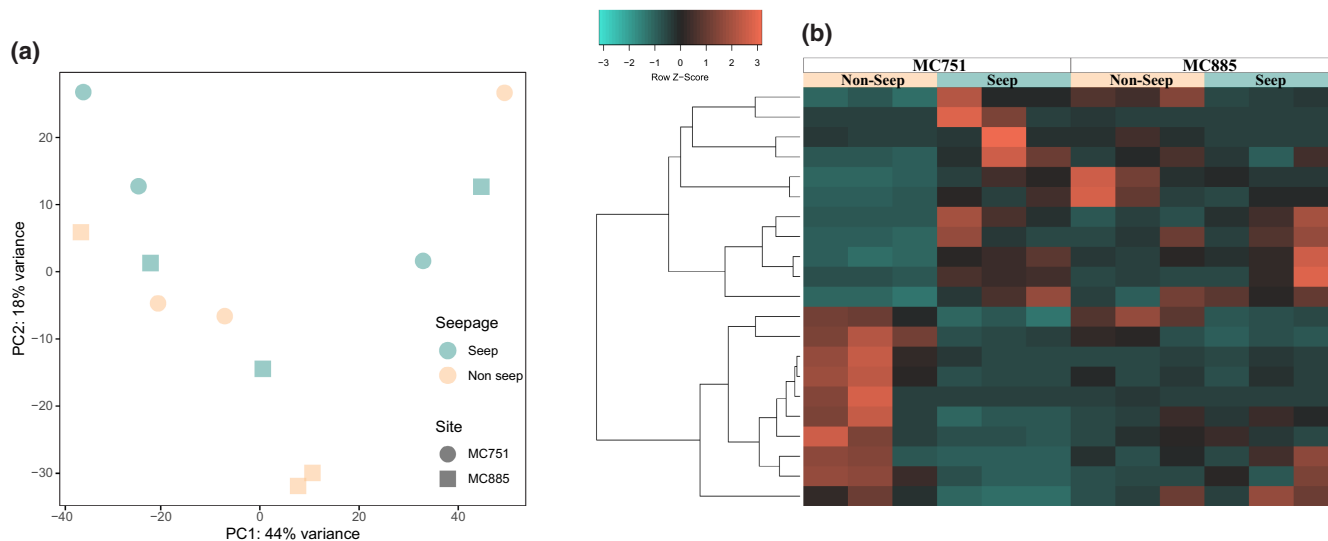 (a)
20
10
0
−10
−20
−30
PC2: 18% variance
−40
−20
0
20
40
PC1: 44% variance
Seepage
Seep
Non seep
Site
MC751
MC885
−3 −2 −1 0 1 2 3
Row Z−Score
(b)
MC751 MC885
Non-Seep Seep Non-Seep Seep